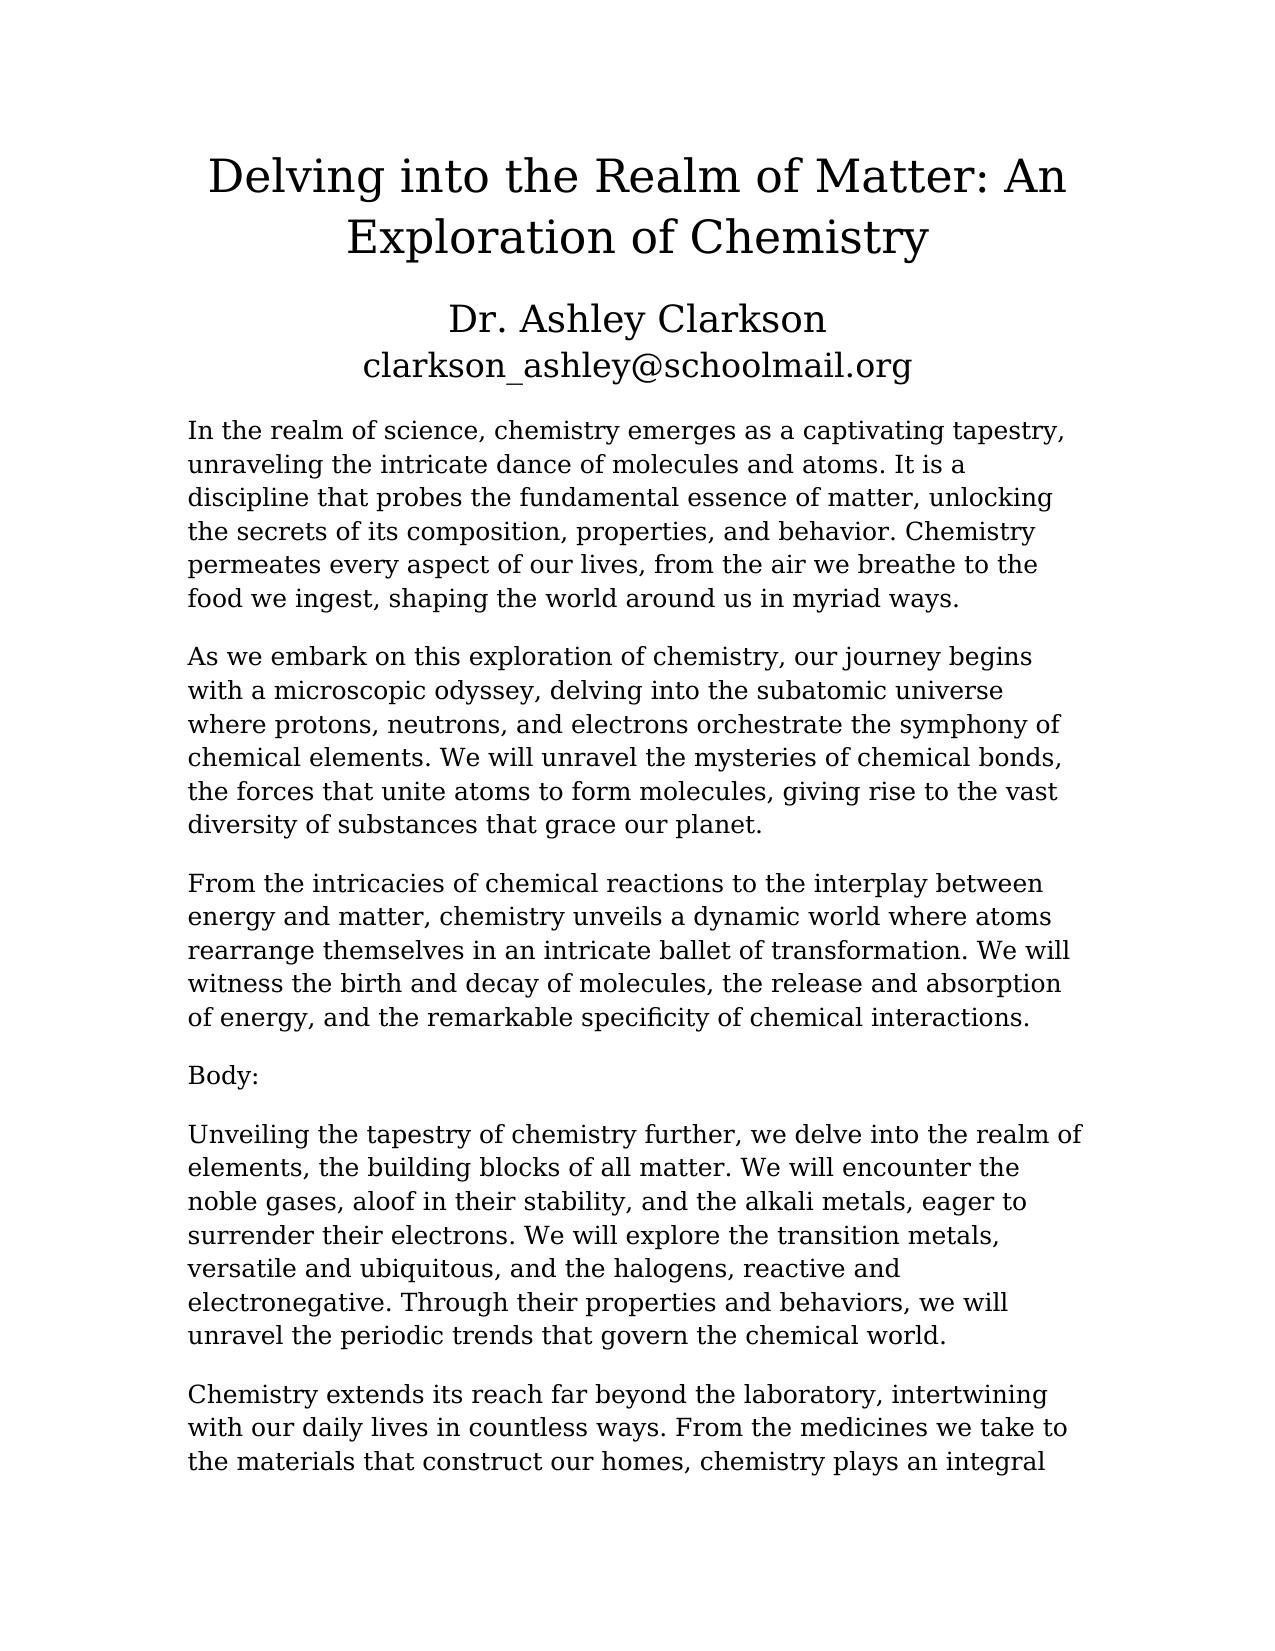 Delving into the Realm of Matter: An
Exploration of Chemistry
Dr. Ashley Clarkson
clarkson_ashley@schoolmail.org
In the realm of science, chemistry emerges as a captivating tapestry,
unraveling the intricate dance of molecules and atoms. It is a
discipline that probes the fundamental essence of matter, unlocking
the secrets of its composition, properties, and behavior. Chemistry
permeates every aspect of our lives, from the air we breathe to the
food we ingest, shaping the world around us in myriad ways.
As we embark on this exploration of chemistry, our journey begins
with a microscopic odyssey, delving into the subatomic universe
where protons, neutrons, and electrons orchestrate the symphony of
chemical elements. We will unravel the mysteries of chemical bonds,
the forces that unite atoms to form molecules, giving rise to the vast
diversity of substances that grace our planet.
From the intricacies of chemical reactions to the interplay between
energy and matter, chemistry unveils a dynamic world where atoms
rearrange themselves in an intricate ballet of transformation. We will
witness the birth and decay of molecules, the release and absorption
of energy, and the remarkable specificity of chemical interactions.
Body:
Unveiling the tapestry of chemistry further, we delve into the realm of
elements, the building blocks of all matter. We will encounter the
noble gases, aloof in their stability, and the alkali metals, eager to
surrender their electrons. We will explore the transition metals,
versatile and ubiquitous, and the halogens, reactive and
electronegative. Through their properties and behaviors, we will
unravel the periodic trends that govern the chemical world.
Chemistry extends its reach far beyond the laboratory, intertwining
with our daily lives in countless ways. From the medicines we take to
the materials that construct our homes, chemistry plays an integral